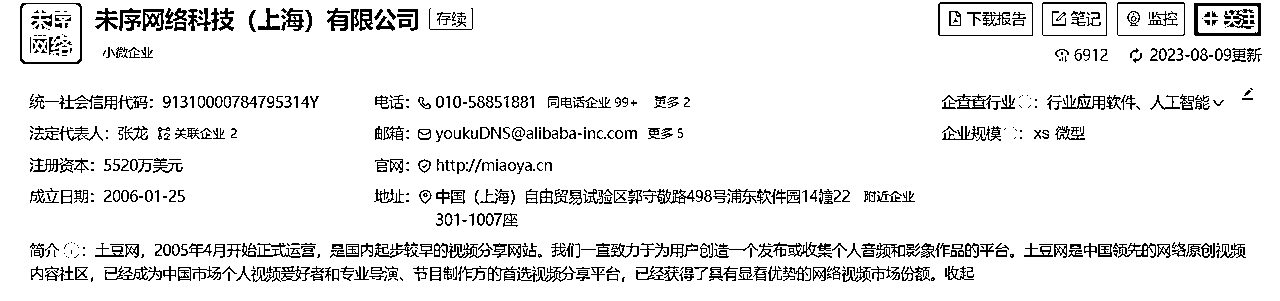 未序
网络
未序网络科技（上海）有限公司 存续
小微企业
下载报告 笔记 监控 关注
6912 2023-08-09更新
统一社会信用代码：91310000784795314Y 电话：010-58851881 同电话企业 99+ 更多 2 企查查行业：行业应用软件、人工智能
法定代表人：张龙 关联企业 2 邮箱：youkuDNS@alibaba-inc.com 更多 5 企业规模：XS 微型
注册资本：5520万美元 官网：http://miaoya.cn
成立日期：2006-01-25 地址：中国（上海）自由贸易试验区郭守敬路498号浦东软件园14幢22 附近企业
301-1007座
简介：土豆网，2005年4月开始正式运营，是国内起步较早的视频分享网站。我们一直致力于为用户创造一个发布或收集个人音频和影象作品的平台。土豆网是中国领先的网络原创视频
内容社区，已经成为中国市场个人视频爱好者和专业导演、节目制作方的首选视频分享平台，已经获得了具有显著优势的网络视频市场份额。收起